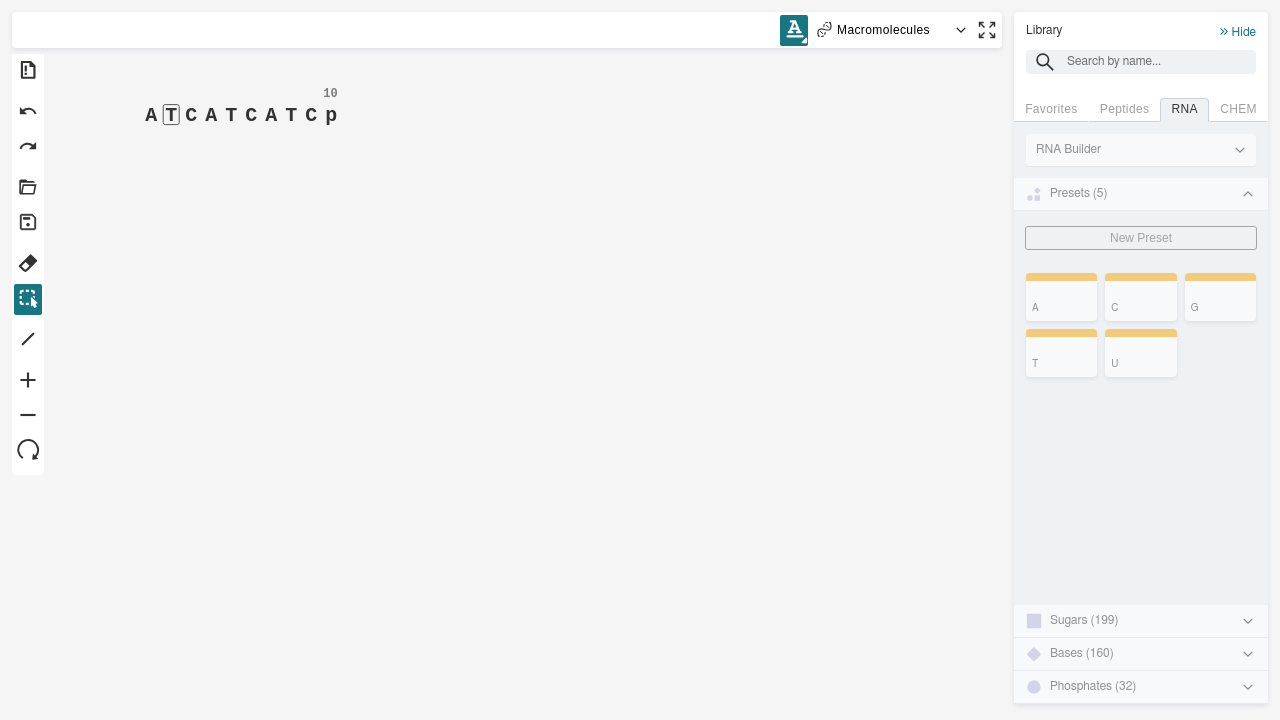 A
Macromolecules
10
A T C A T C A T C p
Library
Hide
Search by name...
Favorites Peptides RNA CHEM
RNA Builder
Presets (5)
New Preset
A C G
T U
Sugars (199)
Bases (160)
Phosphates (32)